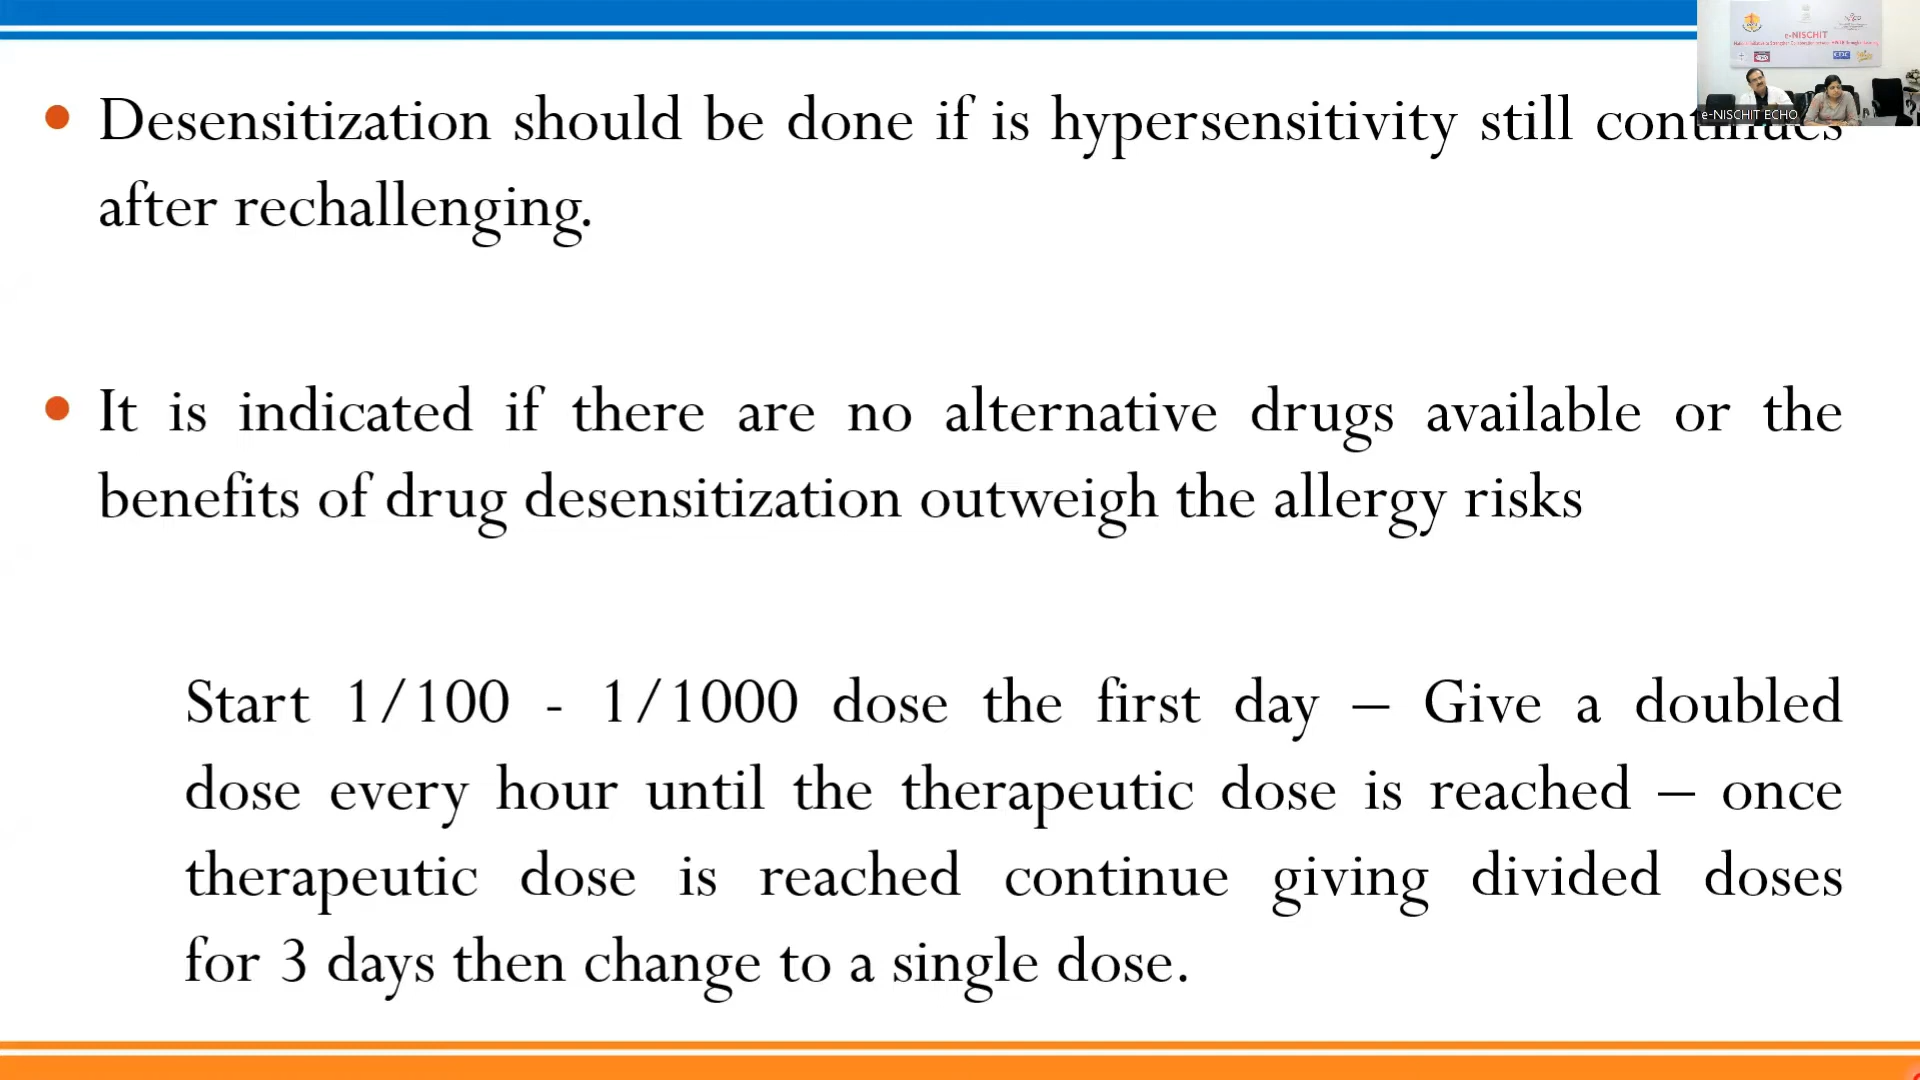 Desensitization should be done if is hypersensitivity still continues
after rechallenging.
It is indicated if there are no alternative drugs available or the
benefits of drug desensitization outweigh the allergy risks
Start 1/100 - 1/1000 dose the first day – Give a doubled
dose every hour until the therapeutic dose is reached – once
therapeutic dose is reached continue giving divided doses
for 3 days then change to a single dose.
e-NISCHIT
e-NISCHIT ECHO